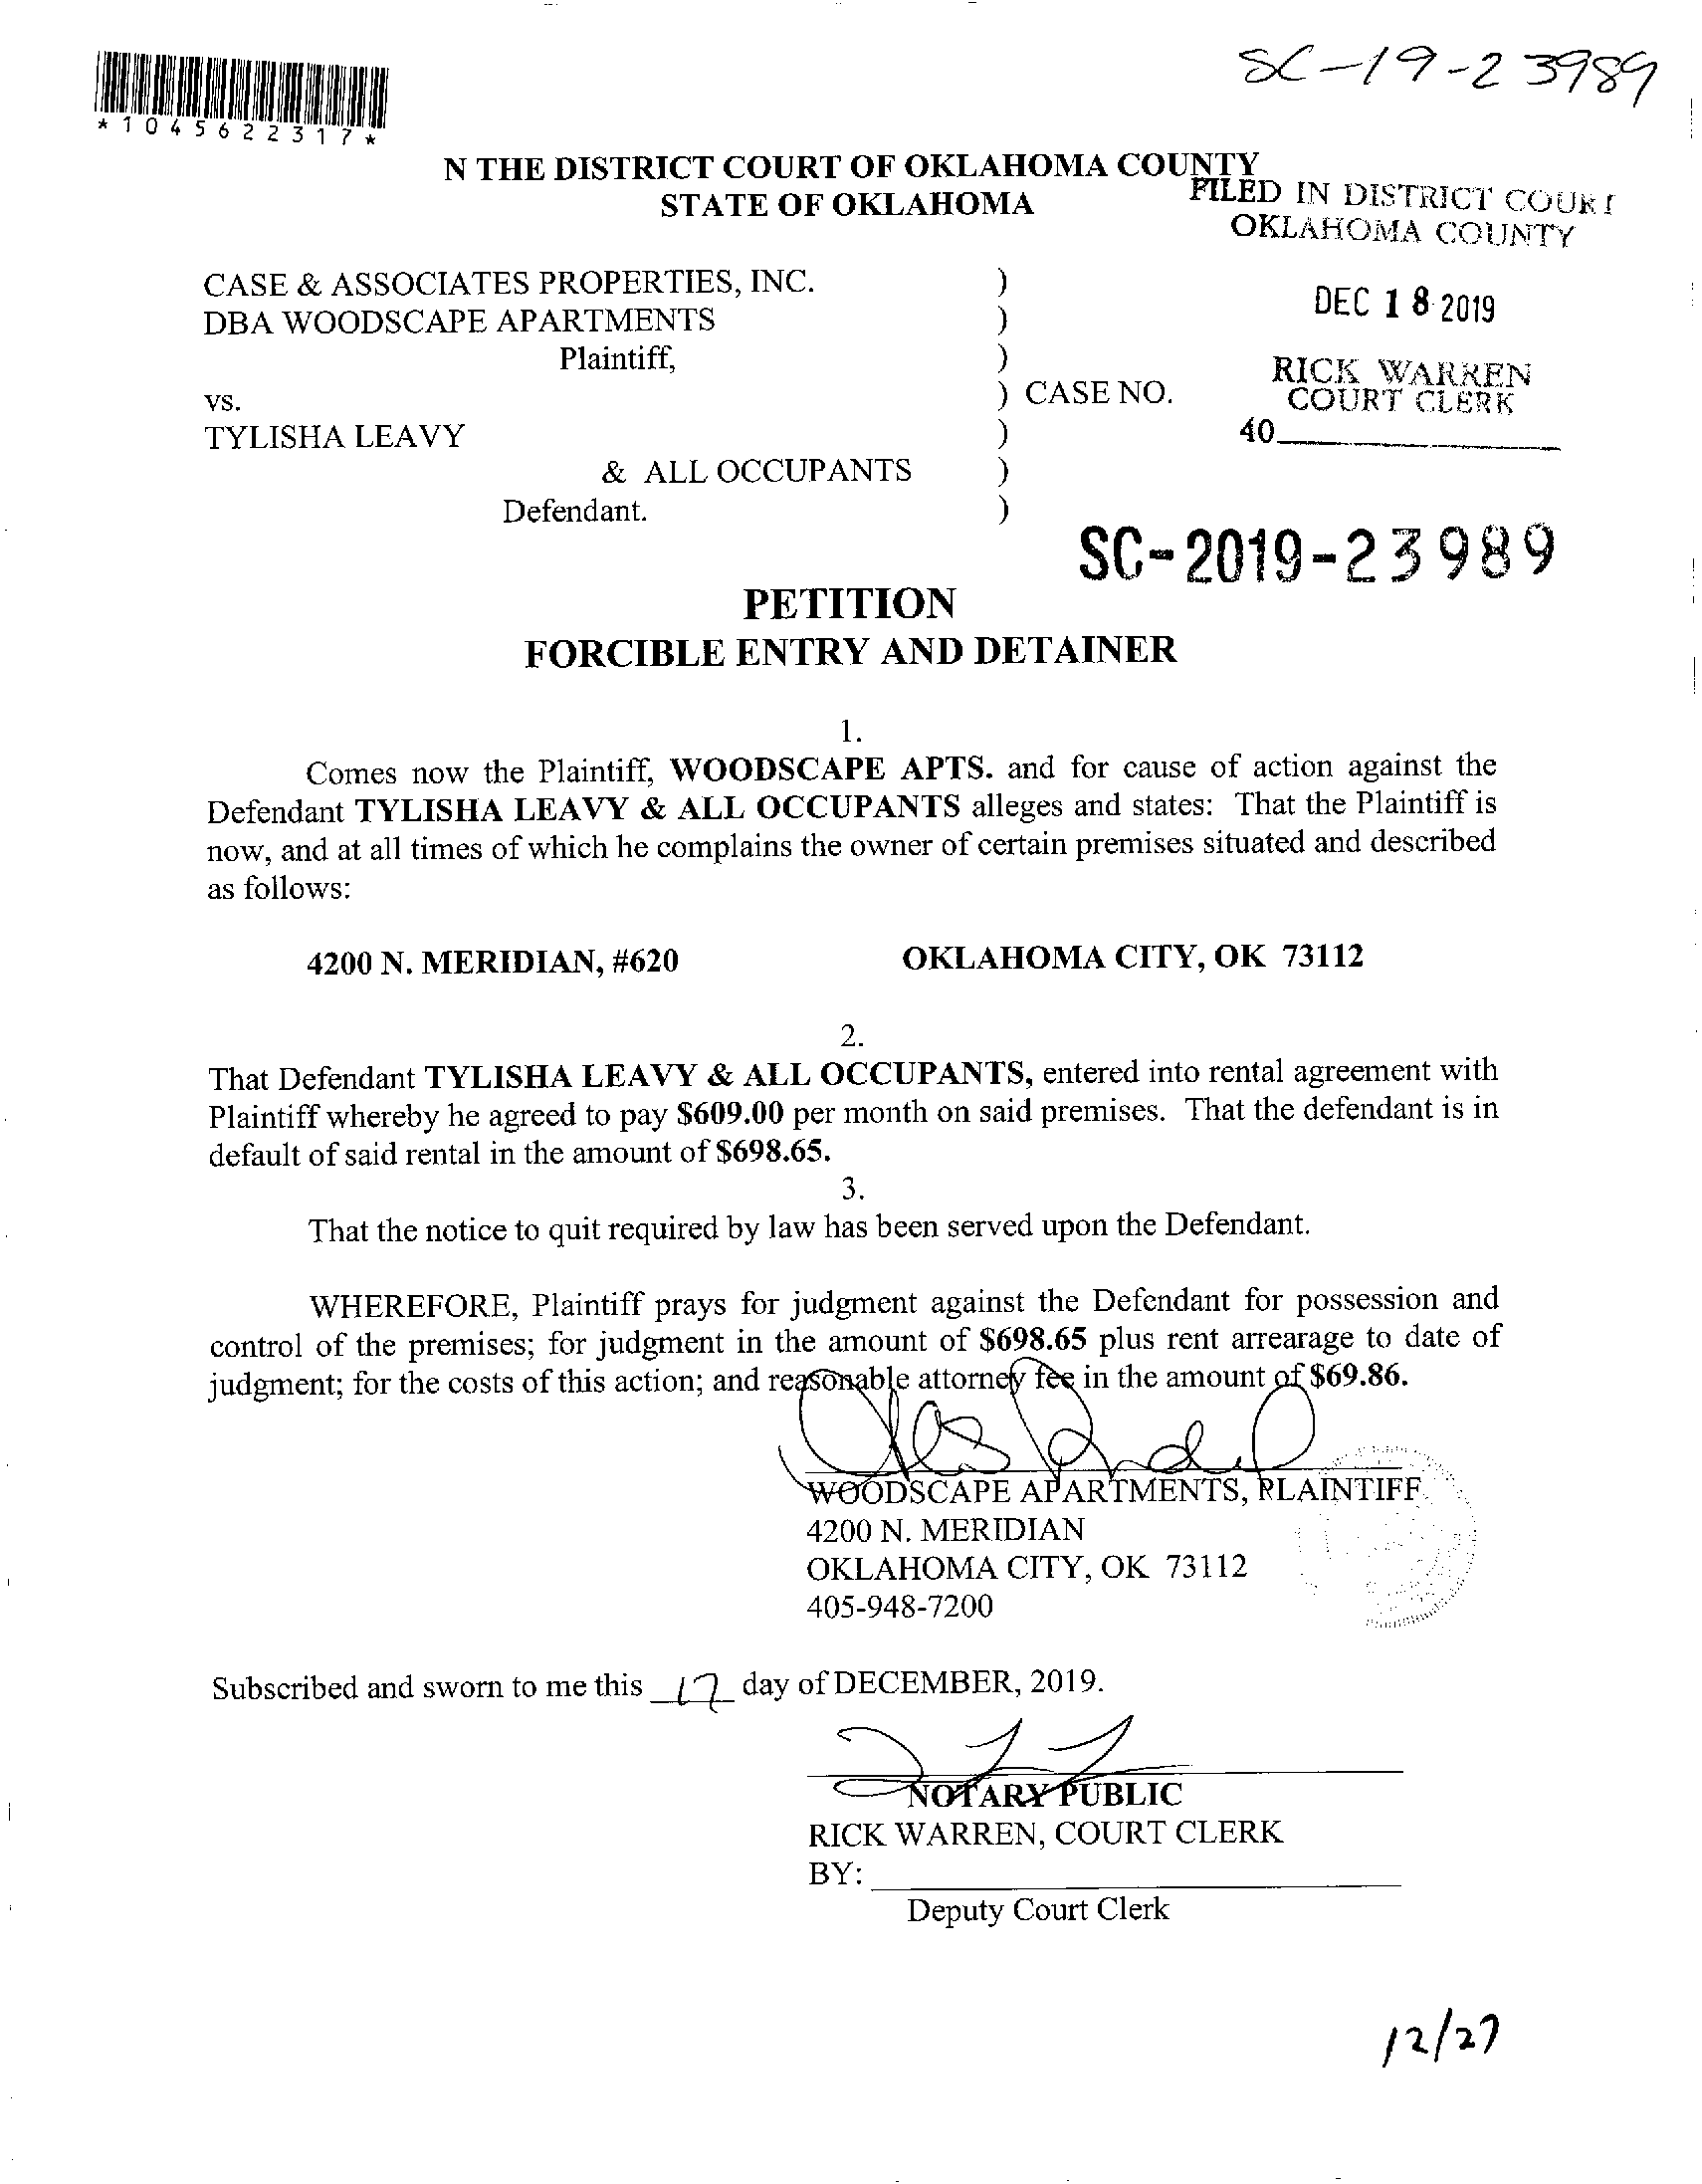 SC-19-23989
*1045622317*
N THE DISTRICT COURT OF OKLAHOMA COUNTY
STATE OF OKLAHOMA
FILED IN DISTRICT COURT
OKLAHOMA COUNTY
CASE & ASSOCIATES PROPERTIES, INC. )
DBA WOODSCAPE APARTMENTS )
DEC 18 2019
Plaintiff, )
RICK WARREN
COURT CLERK
vs. ) CASE NO.
TYLISHA LEAVY )
40
& ALL OCCUPANTS )
Defendant. )
SC-2019-23989
PETITION
FORCIBLE ENTRY AND DETAINER
1.
Comes now the Plaintiff, WOODSCAPE APTS. and for cause of action against the
Defendant TYLISHA LEAVY & ALL OCCUPANTS alleges and states: That the Plaintiff is
now, and at all times of which he complains the owner of certain premises situated and described
as follows:
4200 N. MERIDIAN, #620 OKLAHOMA CITY, OK 73112
2.
That Defendant TYLISHA LEAVY & ALL OCCUPANTS, entered into rental agreement with
Plaintiff whereby he agreed to pay $609.00 per month on said premises. That the defendant is in
default of said rental in the amount of $698.65.
3.
That the notice to quit required by law has been served upon the Defendant.
WHEREFORE, Plaintiff prays for judgment against the Defendant for possession and
control of the premises; for judgment in the amount of $698.65 plus rent arrearage to date of
judgment; for the costs of this action; and reasonable attorney fee in the amount of $69.86.
WOODSCAPE APARTMENTS, PLAINTIFF
4200 N. MERIDIAN
OKLAHOMA CITY, OK 73112
405-948-7200
Subscribed and sworn to me this 17 day of DECEMBER, 2019.
NOTARY PUBLIC
RICK WARREN, COURT CLERK
BY:
Deputy Court Clerk
12/27